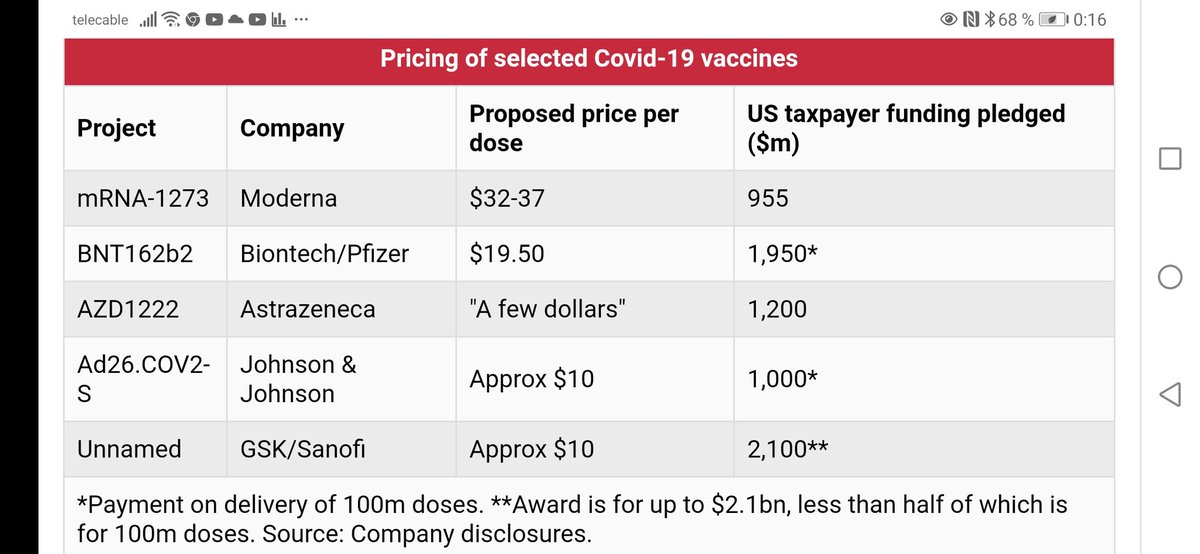 telecable ... 68 % 10:16
Pricing of selected Covid-19 vaccines
Project Company Proposed price per dose US taxpayer funding pledged ($m)
mRNA-1273 Moderna $32-37 955
BNT162b2 Biontech/Pfizer $19.50 1,950*
AZD1222 Astrazeneca "A few dollars" 1,200
Ad26.COV2-S Johnson & Johnson Approx $10 1,000*
Unnamed GSK/Sanofi Approx $10 2,100**
*Payment on delivery of 100m doses. **Award is for up to $2.1bn, less than half of which is
for 100m doses. Source: Company disclosures.